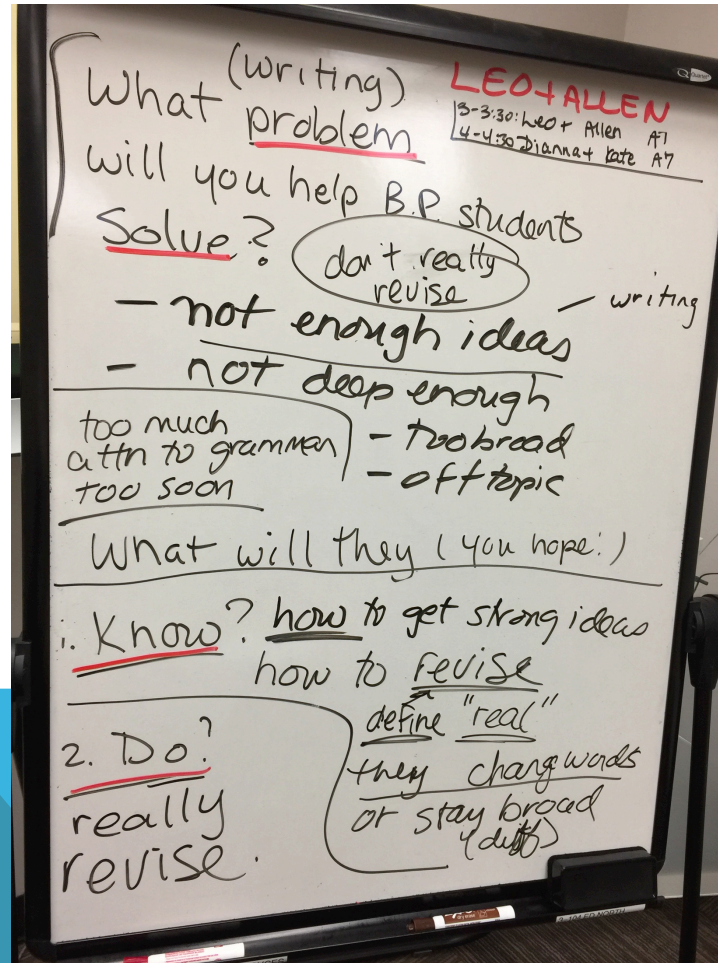 (writing)
What problem
will you help B.P. students
Solve?
LEO + ALLEN
3-3:30: Leo + Allen A7
4-4:30 Dianna + Kate A7
don't really
revise
- not enough ideas
- writing
- not deep enough
too much
attn to grammar
too soon
- too broad
- off topic
What will they (you hope!)
1. Know? how to get strong ideas
how to revise
define "real"
they change words
or stay broad
2. Do?
really
revise.